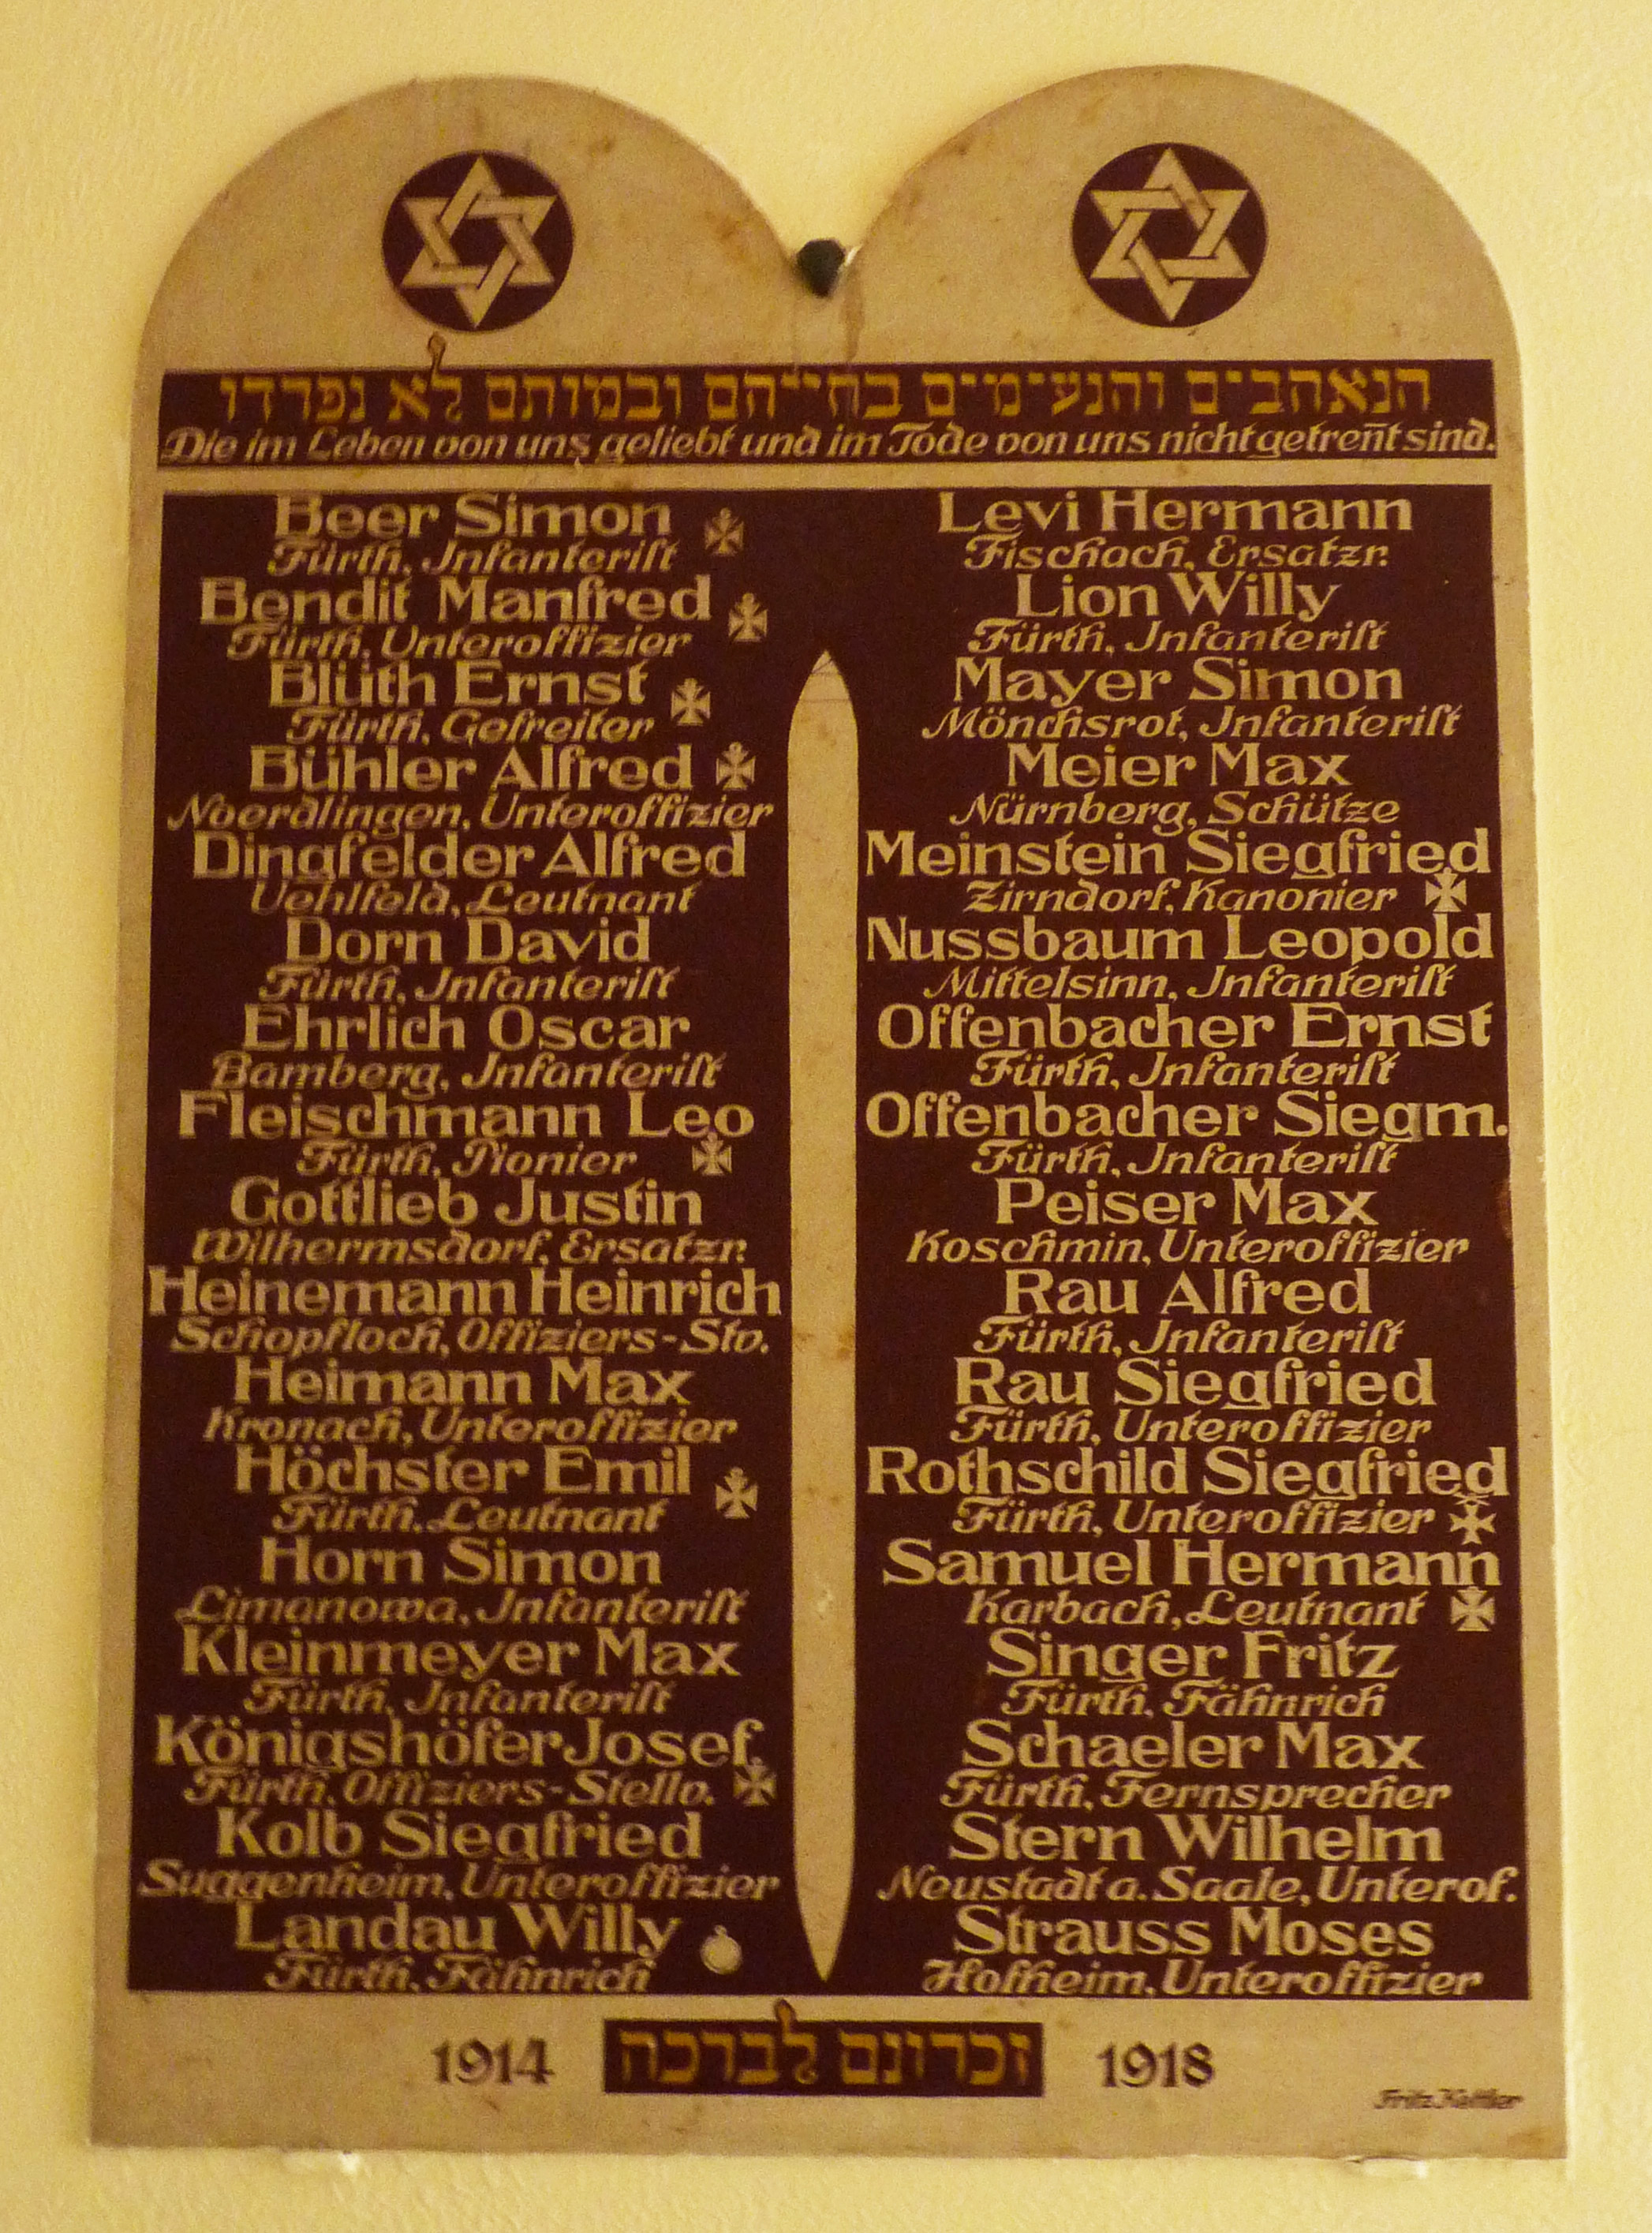 הנאהבים והנעימים בחייהם ובמותם לא נפרדו
Die im Leben von uns geliebt und im Tode von uns nicht getren̄t sind.
Beer Simon
Fürth, Infanterist
Bendit Manfred
Fürth, Unteroffizier
Blüth Ernst
Fürth, Gefreiter
Bühler Alfred
Noerdlingen, Unteroffizier
Dingfelder Alfred
Uehlfeld, Leutnant
Dorn David
Fürth, Infanterist
Ehrlich Oscar
Bamberg, Infanterist
Fleischmann Leo
Fürth, Pionier
Gottlieb Justin
Wilhermsdorf, Ersatzr.
Heinemann Heinrich
Schopfloch, Offiziers-Stv.
Heimann Max
Kronach, Unteroffizier
Höchster Emil
Fürth, Leutnant
Horn Simon
Limanowa, Infanterist
Kleinmeyer Max
Fürth, Infanterist
Königshöfer Josef,
Fürth, Offiziers-Stellv.
Kolb Siegfried
Suggenheim, Unteroffizier
Landau Willy
Fürth, Fähnrich
Levi Hermann
Fischach, Ersatzr.
Lion Willy
Fürth, Infanterist
Mayer Simon
Mönchsrot, Infanterist
Meier Max
Nürnberg, Schütze
Meinstein Siegfried
Zirndorf, Kanonier
Nussbaum Leopold
Mittelsinn, Infanterist
Offenbacher Ernst
Fürth, Infanterist
Offenbacher Siegm.
Fürth, Infanterist
Peiser Max
Koschmin, Unteroffizier
Rau Alfred
Fürth, Infanterist
Rau Siegfried
Fürth, Unteroffizier
Rothschild Siegfried
Fürth, Unteroffizier
Samuel Hermann
Karbach, Leutnant
Singer Fritz
Fürth, Fähnrich
Schaeler Max
Fürth, Fernsprecher
Stern Wilhelm
Neustadt a. Saale, Unterof.
Strauss Moses
Hofheim, Unteroffizier
1914 זכרונם לברכה 1918
Fritz